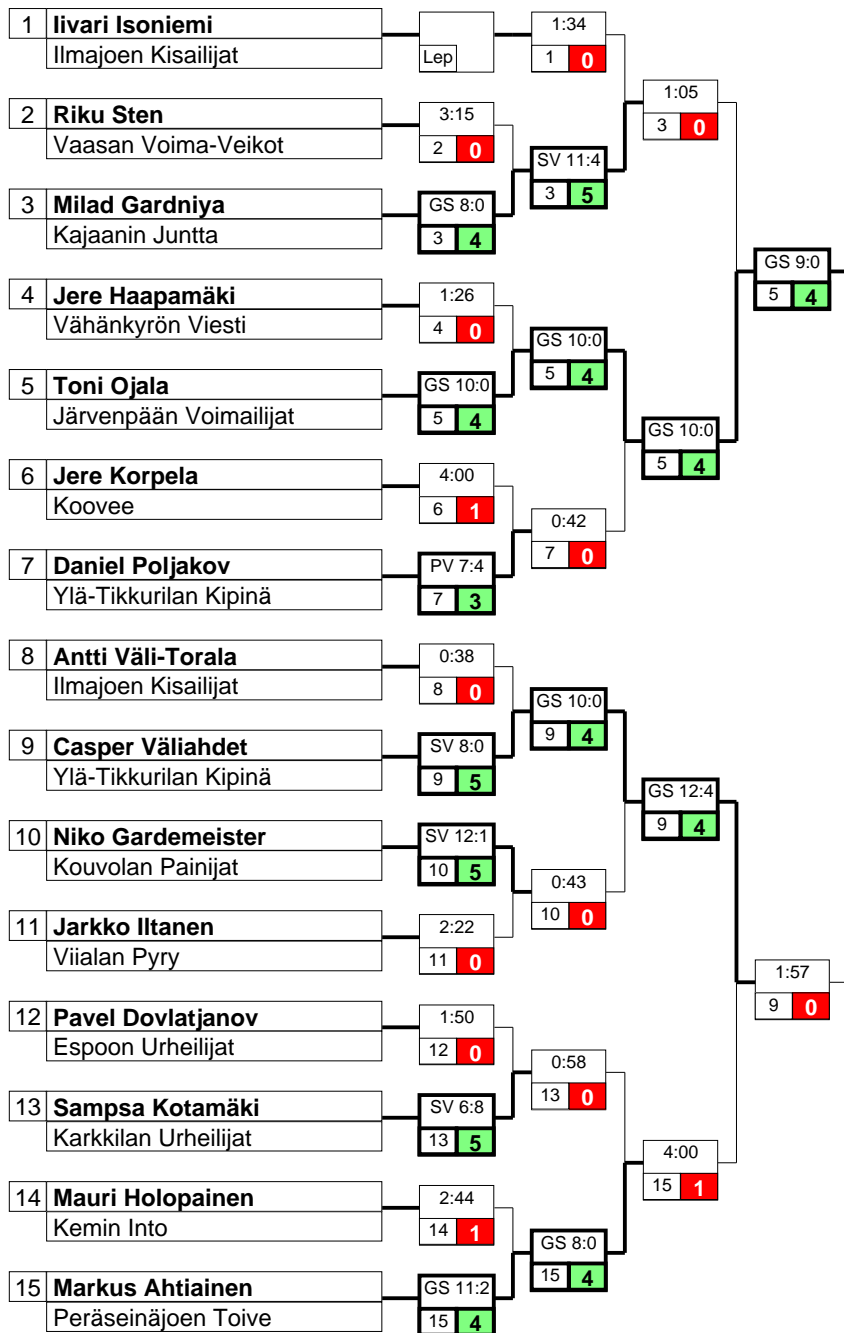 1 Iivari Isoniemi
Ilmajoen Kisailijat
Lep
1:34
1 0
2 Riku Sten
Vaasan Voima-Veikot
3:15
2 0
SV 11:4
3 5
1:05
3 0
3 Milad Gardniya
Kajaanin Juntta
GS 8:0
3 4
GS 9:0
5 4
4 Jere Haapamäki
Vähänkyrön Viesti
1:26
4 0
GS 10:0
5 4
5 Toni Ojala
Järvenpään Voimailijat
GS 10:0
5 4
GS 10:0
5 4
6 Jere Korpela
Koovee
4:00
6 1
0:42
7 0
7 Daniel Poljakov
Ylä-Tikkurilan Kipinä
PV 7:4
7 3
8 Antti Väli-Torala
Ilmajoen Kisailijat
0:38
8 0
GS 10:0
9 4
9 Casper Väliahdet
Ylä-Tikkurilan Kipinä
SV 8:0
9 5
GS 12:4
9 4
10 Niko Gardemeister
Kouvolan Painijat
SV 12:1
10 5
0:43
10 0
11 Jarkko Iltanen
Viialan Pyry
2:22
11 0
1:57
9 0
12 Pavel Dovlatjanov
Espoon Urheilijat
1:50
12 0
0:58
13 0
13 Sampsa Kotamäki
Karkkilan Urheilijat
SV 6:8
13 5
4:00
15 1
14 Mauri Holopainen
Kemin Into
2:44
14 1
GS 8:0
15 4
15 Markus Ahtiainen
Peräseinäjoen Toive
GS 11:2
15 4